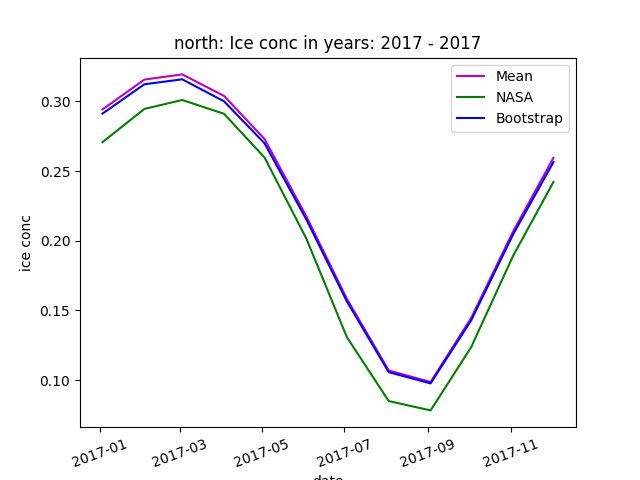 north: Ice conc in years: 2017 - 2017
Mean
NASA
Bootstrap
ice conc
0.30
0.25
0.20
0.15
0.10
2017-01
2017-03
2017-05
2017-07
2017-09
2017-11
date